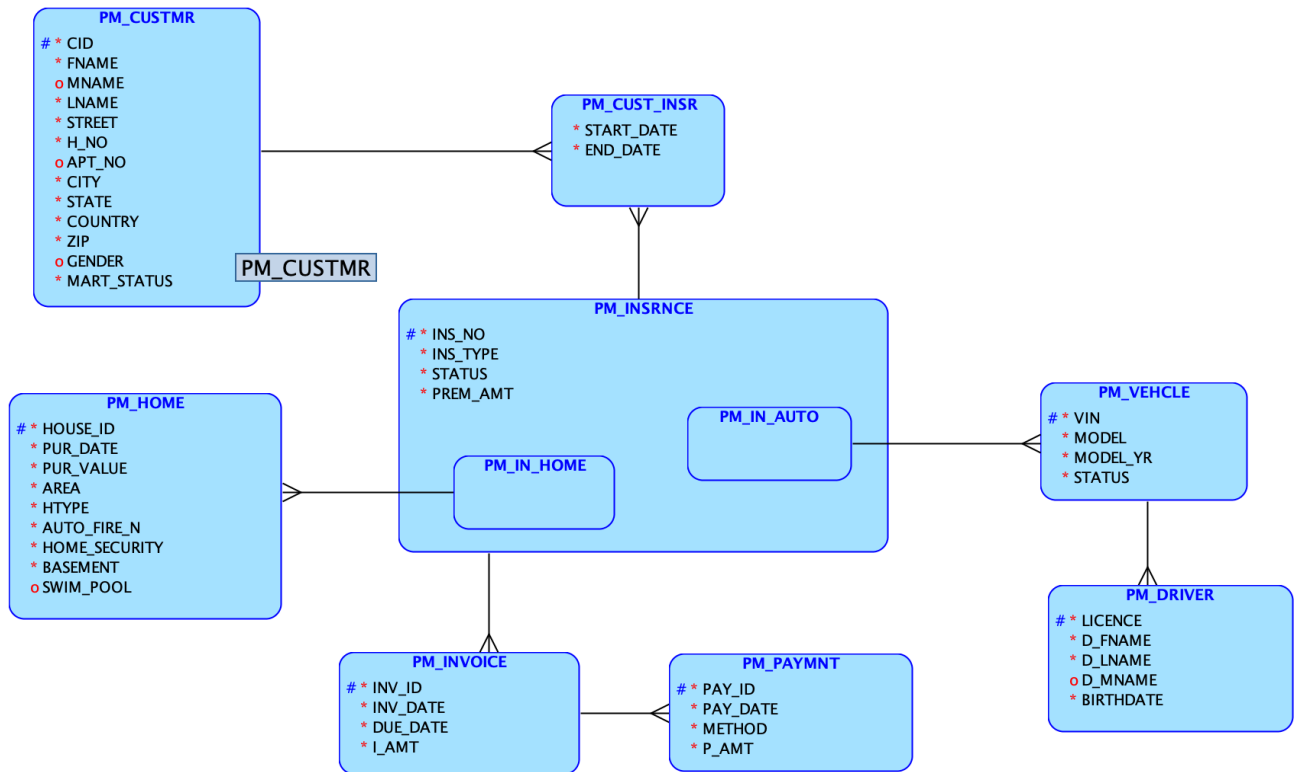 PM_CUSTMR
# * CID
* FNAME
o MNAME
* LNAME
* STREET
* H_NO
o APT_NO
* CITY
* STATE
* COUNTRY
* ZIP
o GENDER
* MART_STATUS
PM_CUSTMR
PM_CUST_INSR
* START_DATE
* END_DATE
PM_INSRNCE
# * INS_NO
* INS_TYPE
* STATUS
* PREM_AMT
PM_IN_AUTO
PM_IN_HOME
PM_HOME
# * HOUSE_ID
* PUR_DATE
* PUR_VALUE
* AREA
* HTYPE
* AUTO_FIRE_N
* HOME_SECURITY
* BASEMENT
o SWIM_POOL
PM_VEHCLE
# * VIN
* MODEL
* MODEL_YR
* STATUS
PM_DRIVER
# * LICENCE
* D_FNAME
* D_LNAME
o D_MNAME
* BIRTHDATE
PM_INVOICE
# * INV_ID
* INV_DATE
* DUE_DATE
* I_AMT
PM_PAYMNT
# * PAY_ID
* PAY_DATE
* METHOD
* P_AMT